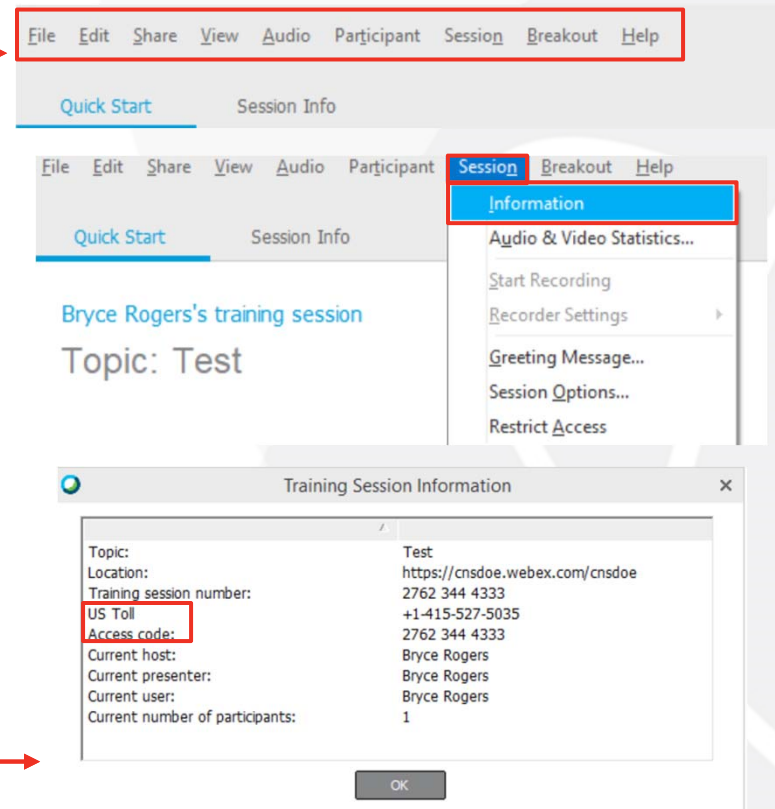 File Edit Share View Audio Participant Session Breakout Help
Quick Start Session Info
File Edit Share View Audio Participant Session Breakout Help
Information
Quick Start Session Info
Audio & Video Statistics...
Start Recording
Bryce Rogers's training session
Recorder Settings
Topic: Test
Greeting Message...
Session Options...
Restrict Access
Training Session Information
Topic: Test
Location: https://cnsdoe.webex.com/cnsdoe
Training session number: 2762 344 4333
US Toll +1-415-527-5035
Access code: 2762 344 4333
Current host: Bryce Rogers
Current presenter: Bryce Rogers
Current user: Bryce Rogers
Current number of participants: 1
OK